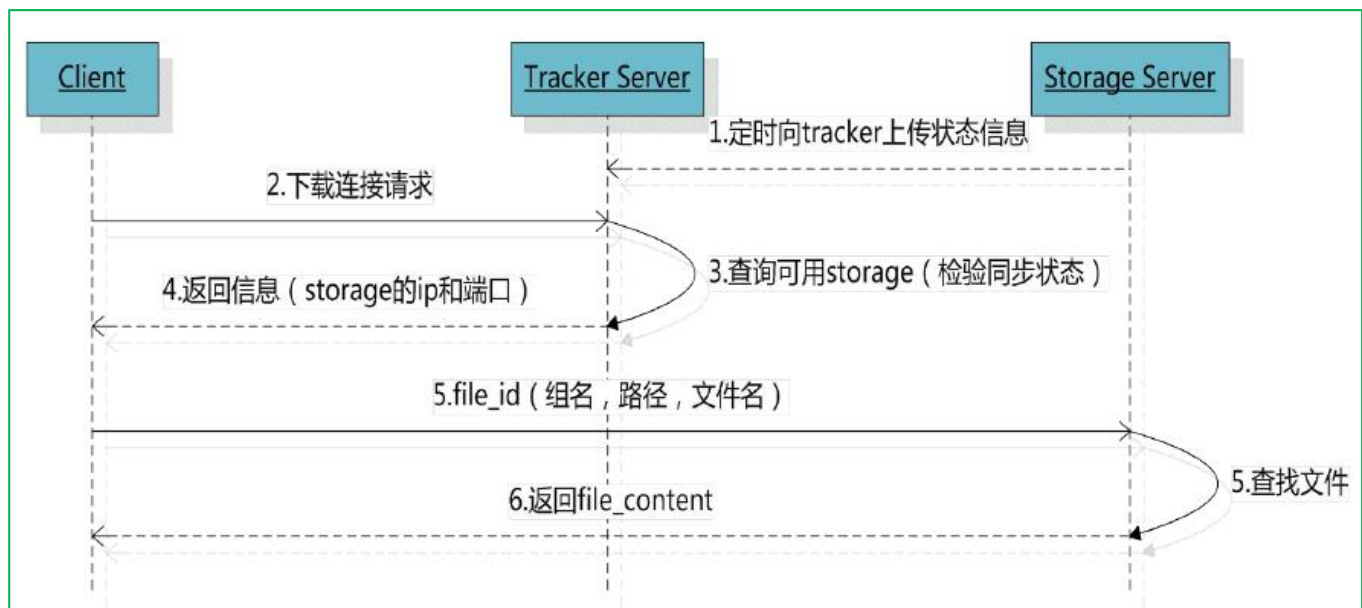 Client
Tracker Server
Storage Server
1.定时向tracker上传状态信息
2.下载连接请求
3.查询可用storage（检验同步状态）
4.返回信息（storage的ip和端口）
5.file_id（组名，路径，文件名）
5.查找文件
6.返回file_content